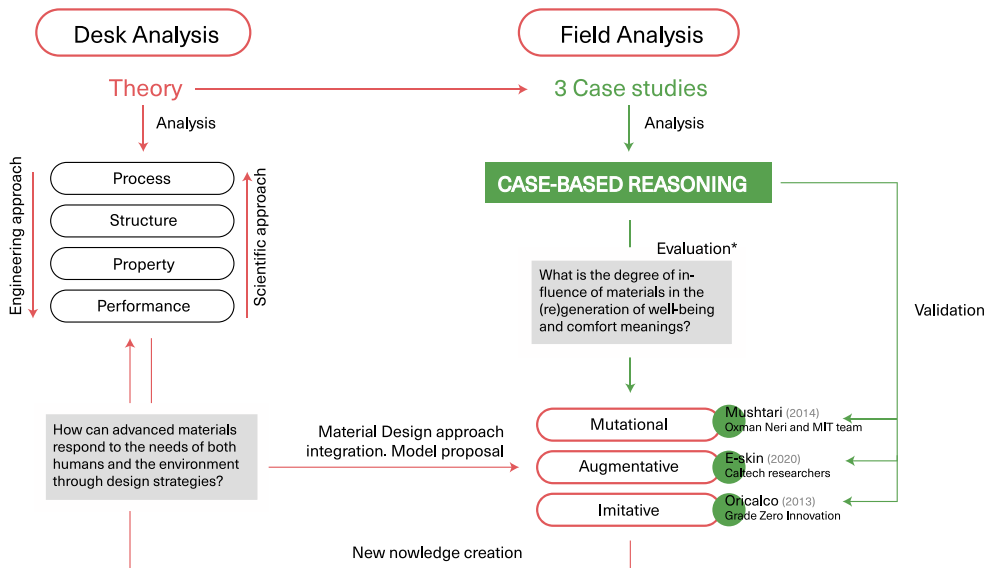 Desk Analysis
Field Analysis
Theory
3 Case studies
Analysis
Analysis
Engineering approach
Process
Structure
Property
Performance
Scientific approach
CASE-BASED REASONING
Evaluation*
What is the degree of in-
fluence of materials in the
(re)generation of well-being
and comfort meanings?
Validation
How can advanced materials
respond to the needs of both
humans and the environment
through design strategies?
Material Design approach
integration. Model proposal
Mutational
Mushtari (2014)
Oxman Neri and MIT team
Augmentative
E-skin (2020)
Caltech researchers
Imitative
Oricalco (2013)
Grade Zero Innovation
New nowledge creation